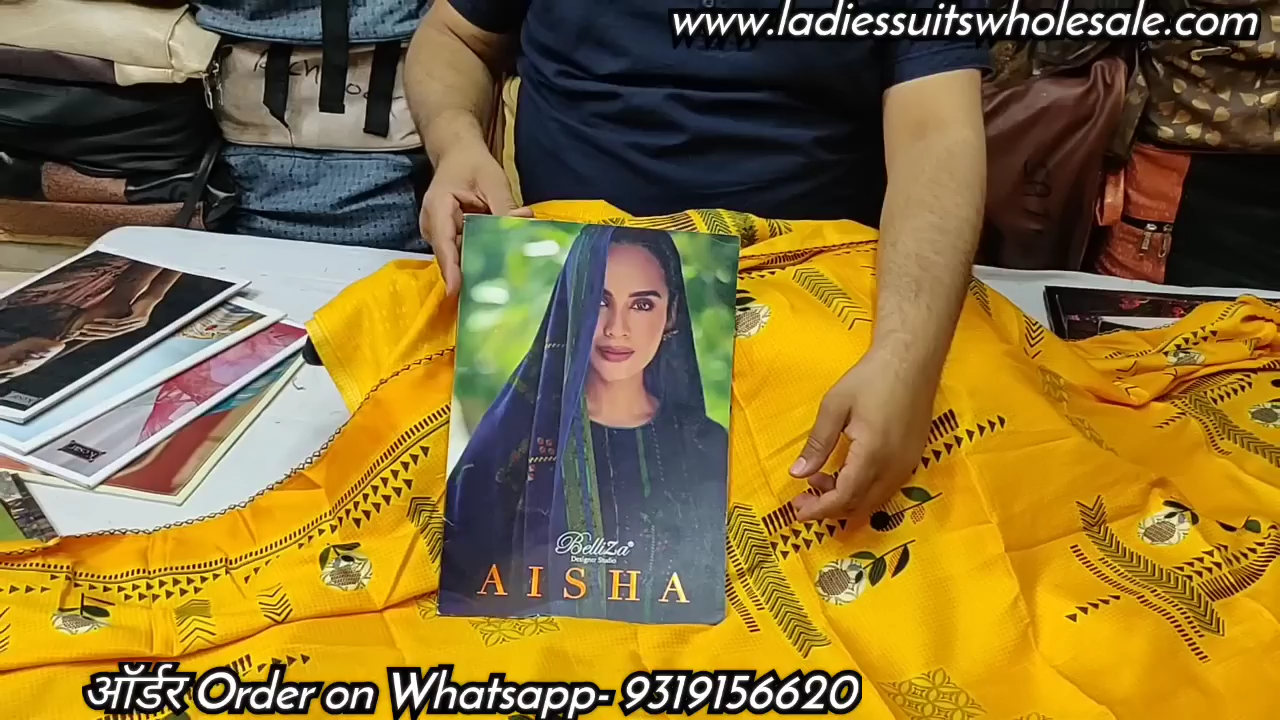 www.ladiessuitswholesale.com
Belliza®
Designer Studio
AISHA
ऑर्डर Order on Whatsapp- 9319156620